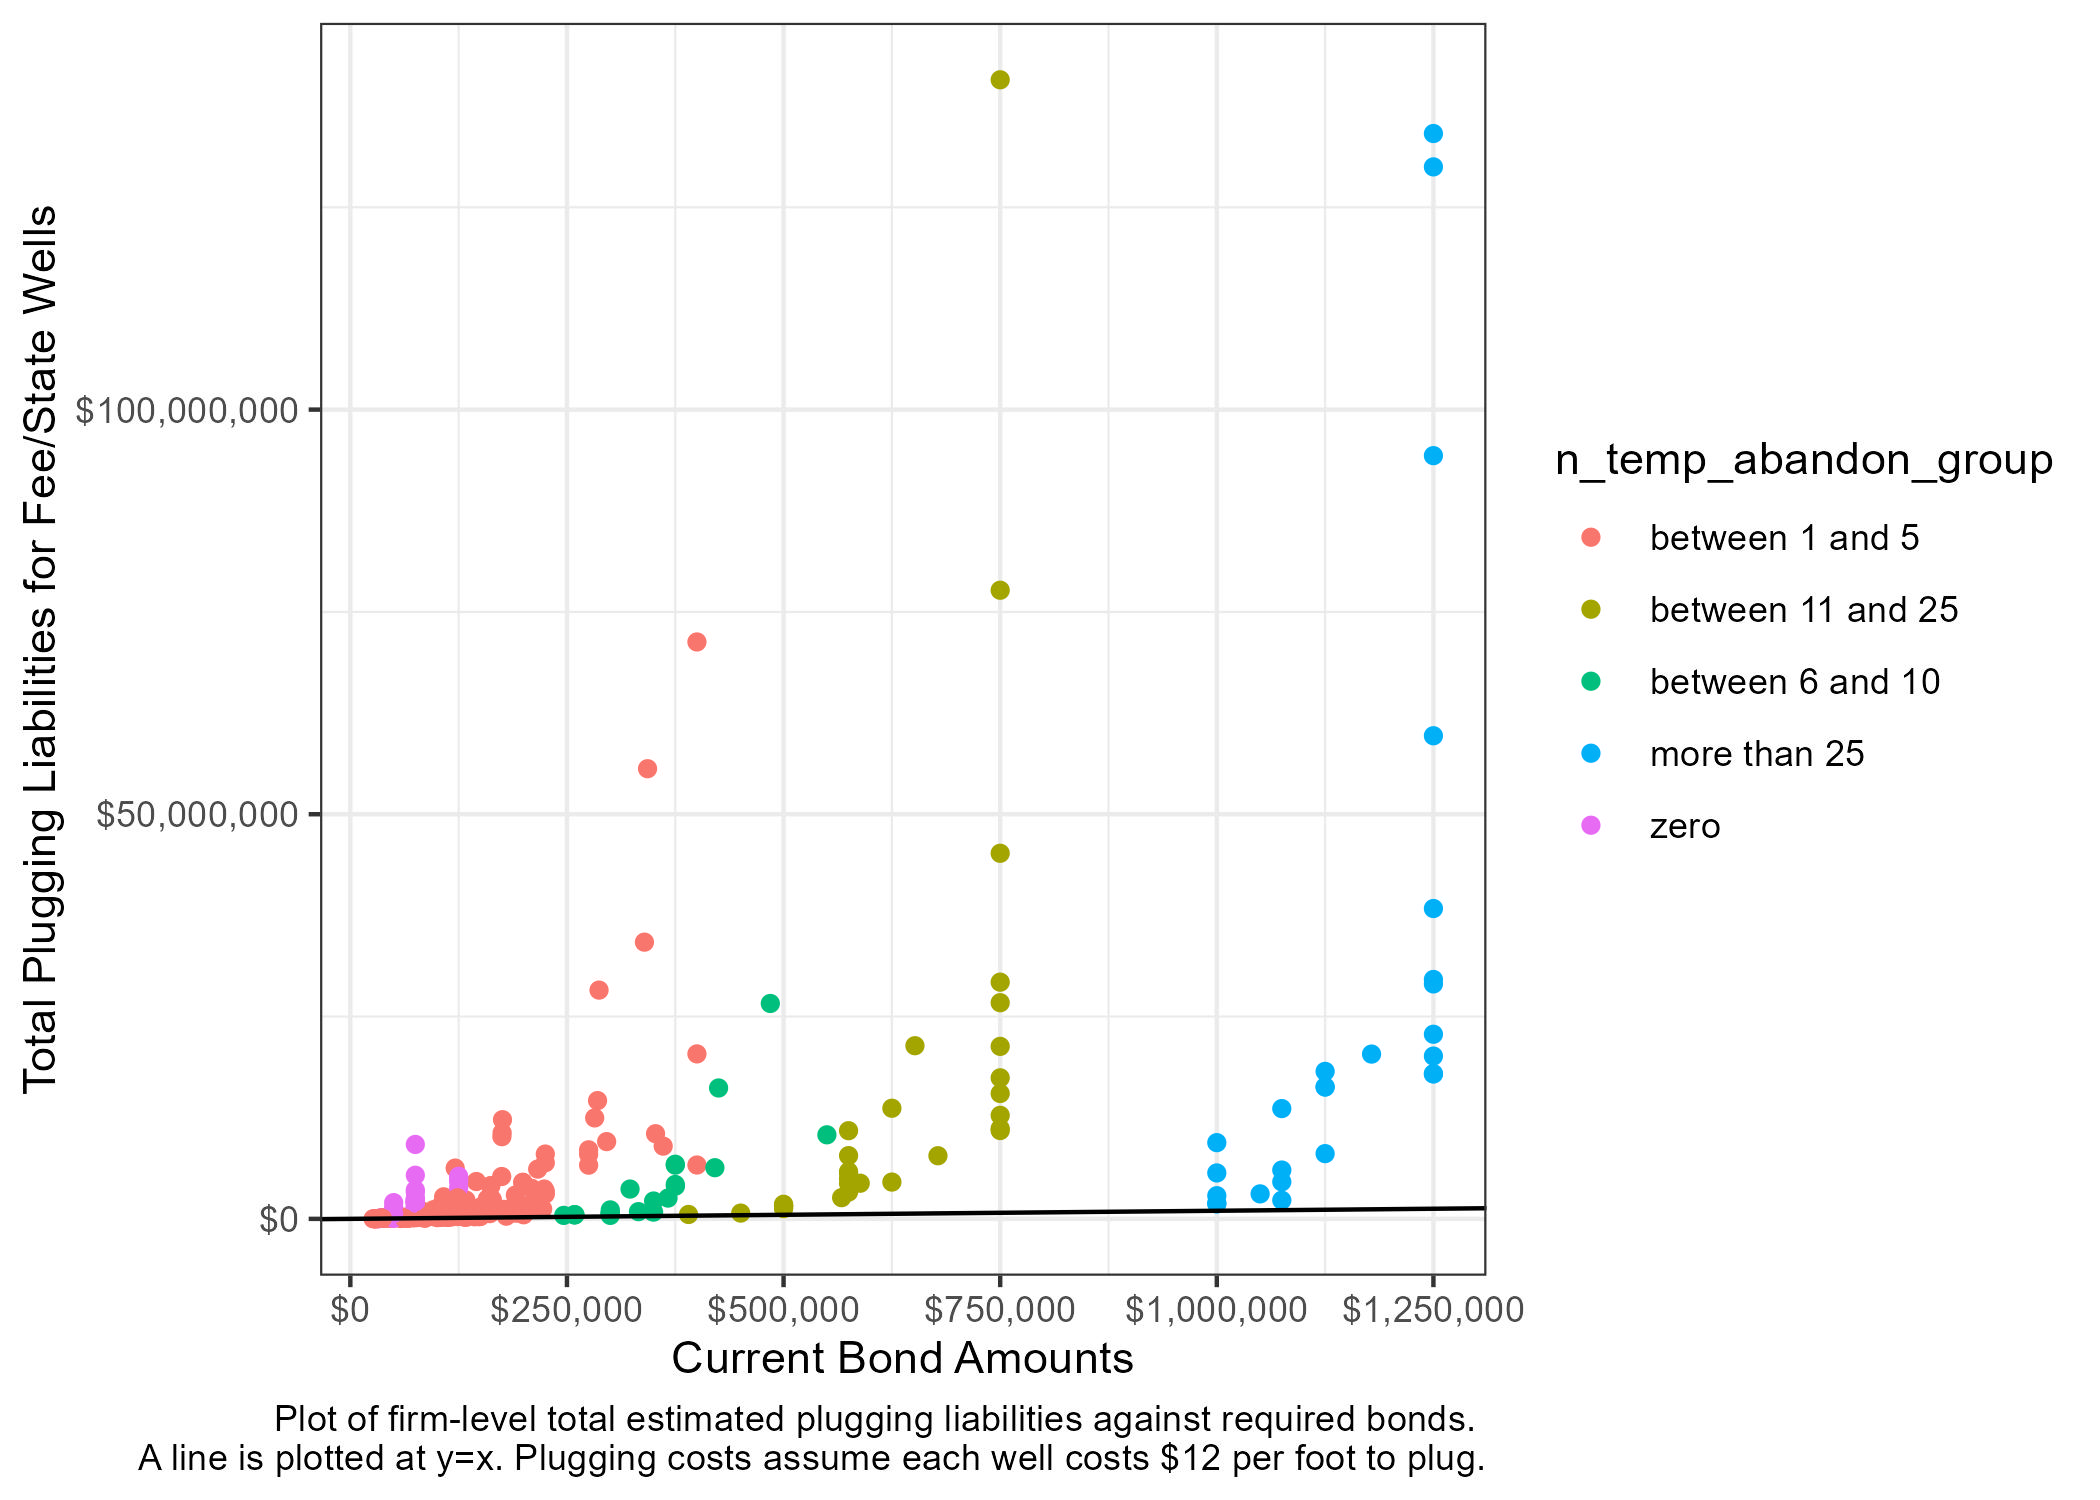 Total Plugging Liabilities for Fee/State Wells
$100,000,000
$50,000,000
$0
$0
$250,000
$500,000
$750,000
$1,000,000
$1,250,000
Current Bond Amounts
n_temp_abandon_group
between 1 and 5
between 11 and 25
between 6 and 10
more than 25
zero
Plot of firm-level total estimated plugging liabilities against required bonds.
A line is plotted at y=x. Plugging costs assume each well costs $12 per foot to plug.